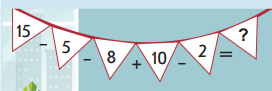 15 - 5 - 8 + 10 - 2 = ?